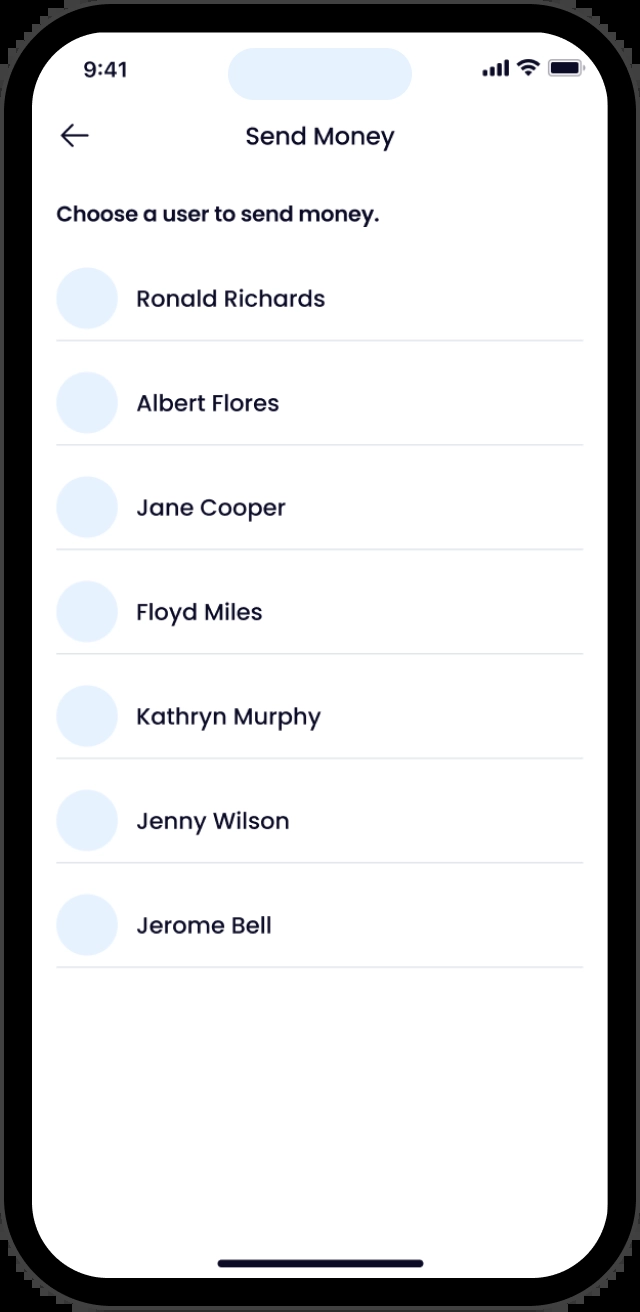 9:41
Send Money
Choose a user to send money.
Ronald Richards
Albert Flores
Jane Cooper
Floyd Miles
Kathryn Murphy
Jenny Wilson
Jerome Bell